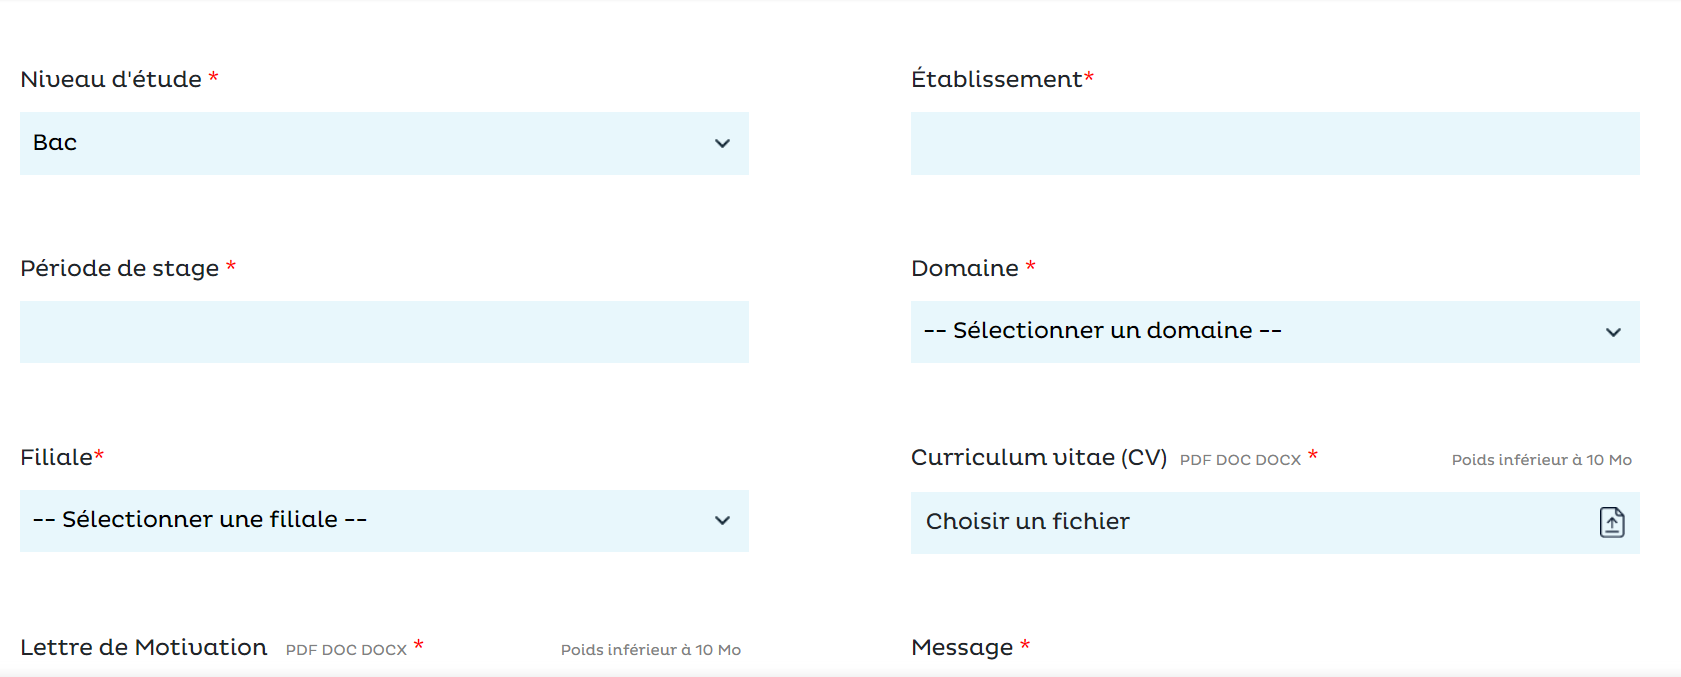 Niveau d'étude *
Établissement*
Bac
Période de stage *
Domaine *
-- Sélectionner un domaine --
Filiale*
Curriculum vitae (CV) PDF DOC DOCX * Poids inférieur à 10 Mo
-- Sélectionner une filiale --
Choisir un fichier
Lettre de Motivation PDF DOC DOCX * Poids inférieur à 10 Mo
Message *